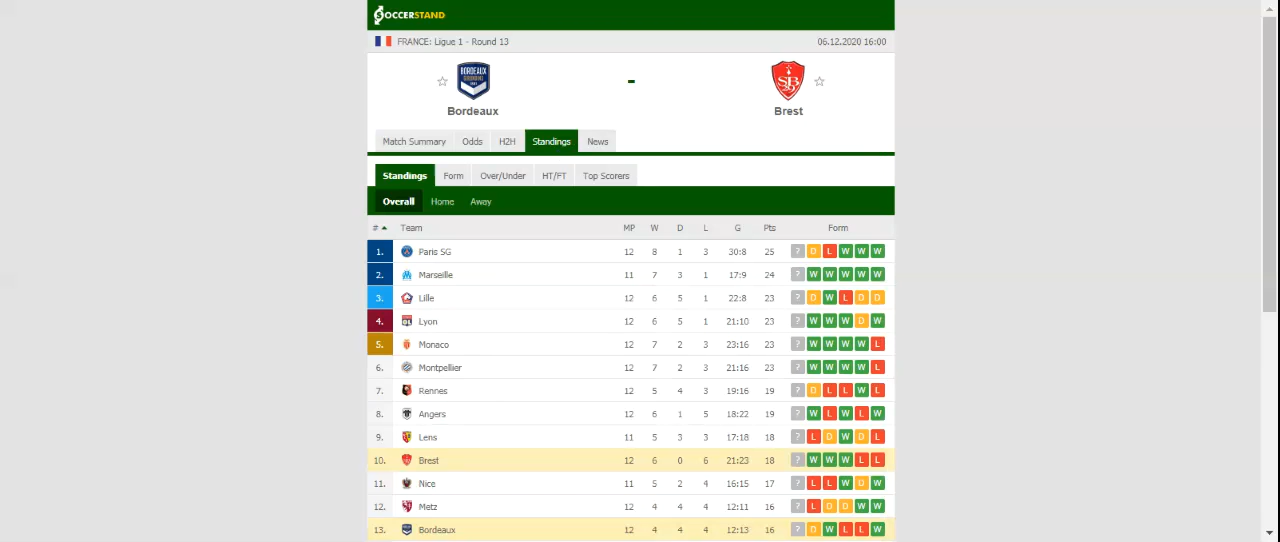 SOCCERSTAND
FRANCE: Ligue 1 - Round 13 06.12.2020 16:00
BORDEAUX
SB
29
☆ - ☆
Bordeaux Brest
Match Summary Odds H2H Standings News
Standings Form Over/Under HT/FT Top Scorers
Overall Home Away
# Team MP W D L G Pts Form
1. Paris SG 12 8 1 3 30:8 25 ? D L W W W
2. Marseille 11 7 3 1 17:9 24 ? W W W W W
3. Lille 12 6 5 1 22:8 23 ? D W L D D
4. Lyon 12 6 5 1 21:10 23 ? W W W D W
5. Monaco 12 7 2 3 23:16 23 ? W W W W L
6. Montpellier 12 7 2 3 21:16 23 ? W W W W L
7. Rennes 12 5 4 3 19:16 19 ? D L L W L
8. Angers 12 6 1 5 18:22 19 ? W L W L W
9. Lens 11 5 3 3 17:18 18 ? L D W D L
10. Brest 12 6 0 6 21:23 18 ? W W W L L
11. Nice 11 5 2 4 16:15 17 ? L L W D W
12. Metz 12 4 4 4 12:11 16 ? L D D W W
13. Bordeaux 12 4 4 4 12:13 16 ? D W L L W